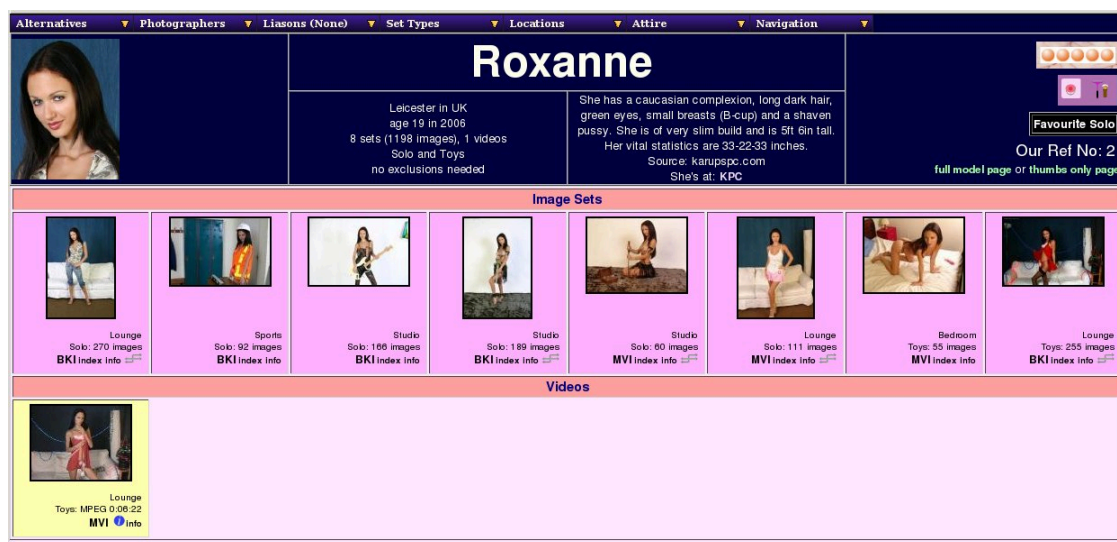 Alternatives Photographers Liasons (None) Set Types Locations Attire Navigation
Roxanne
Leicester in UK
age 19 in 2006
8 sets (1198 images), 1 videos
Solo and Toys
no exclusions needed
She has a caucasian complexion, long dark hair,
green eyes, small breasts (B-cup) and a shaven
pussy. She is of very slim build and is 5ft 6in tall.
Her vital statistics are 33-22-33 inches.
Source: karupspc.com
She's at: KPC
Favourite Solo
Our Ref No: 2
full model page or thumbs only page
Image Sets
Lounge
Solo: 270 images
BKI index info
Sports
Solo: 92 images
BKI index info
Studio
Solo: 166 images
BKI index info
Studio
Solo: 189 images
BKI index info
Studio
Solo: 60 images
MVI index info
Lounge
Solo: 111 images
MVI index info
Bedroom
Toys: 55 images
MVI index info
Lounge
Toys: 255 images
BKI index info
Videos
Lounge
Toys: MPEG 0:06:22
MVI info